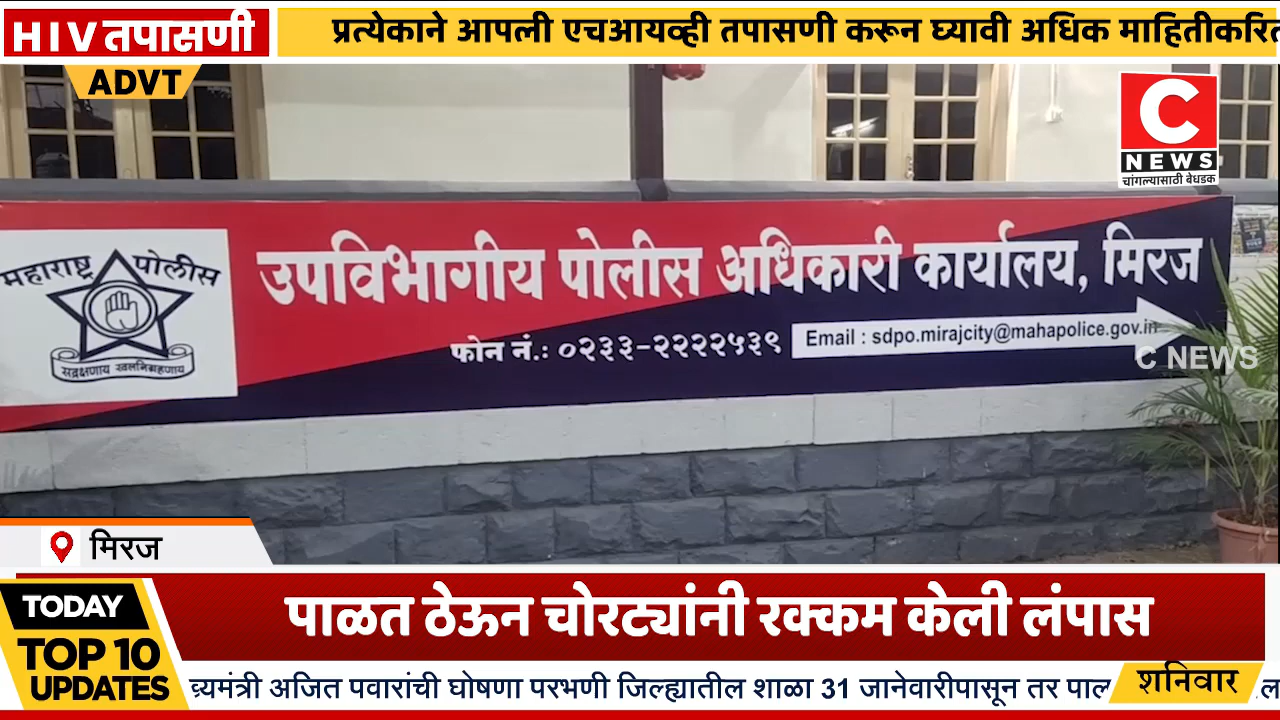 HIV तपासणी
प्रत्येकाने आपली एचआयव्ही तपासणी करून घ्यावी अधिक माहितीकरित
ADVT
C
NEWS
चांगल्यासाठी बेधडक
महाराष्ट्र पोलीस
सद्रक्षणाय खलनिग्रहणाय
उपविभागीय पोलीस अधिकारी कार्यालय, मिरज
फोन नं.: ०२३३-२२२२५३९
Email : sdpo.mirajcity@mahapolice.gov.in
C NEWS
मिरज
TODAY
TOP 10
UPDATES
पाळत ठेऊन चोरट्यांनी रक्कम केली लंपास
ख्यमंत्री अजित पवारांची घोषणा परभणी जिल्ह्यातील शाळा 31 जानेवारीपासून तर पाल
शनिवार